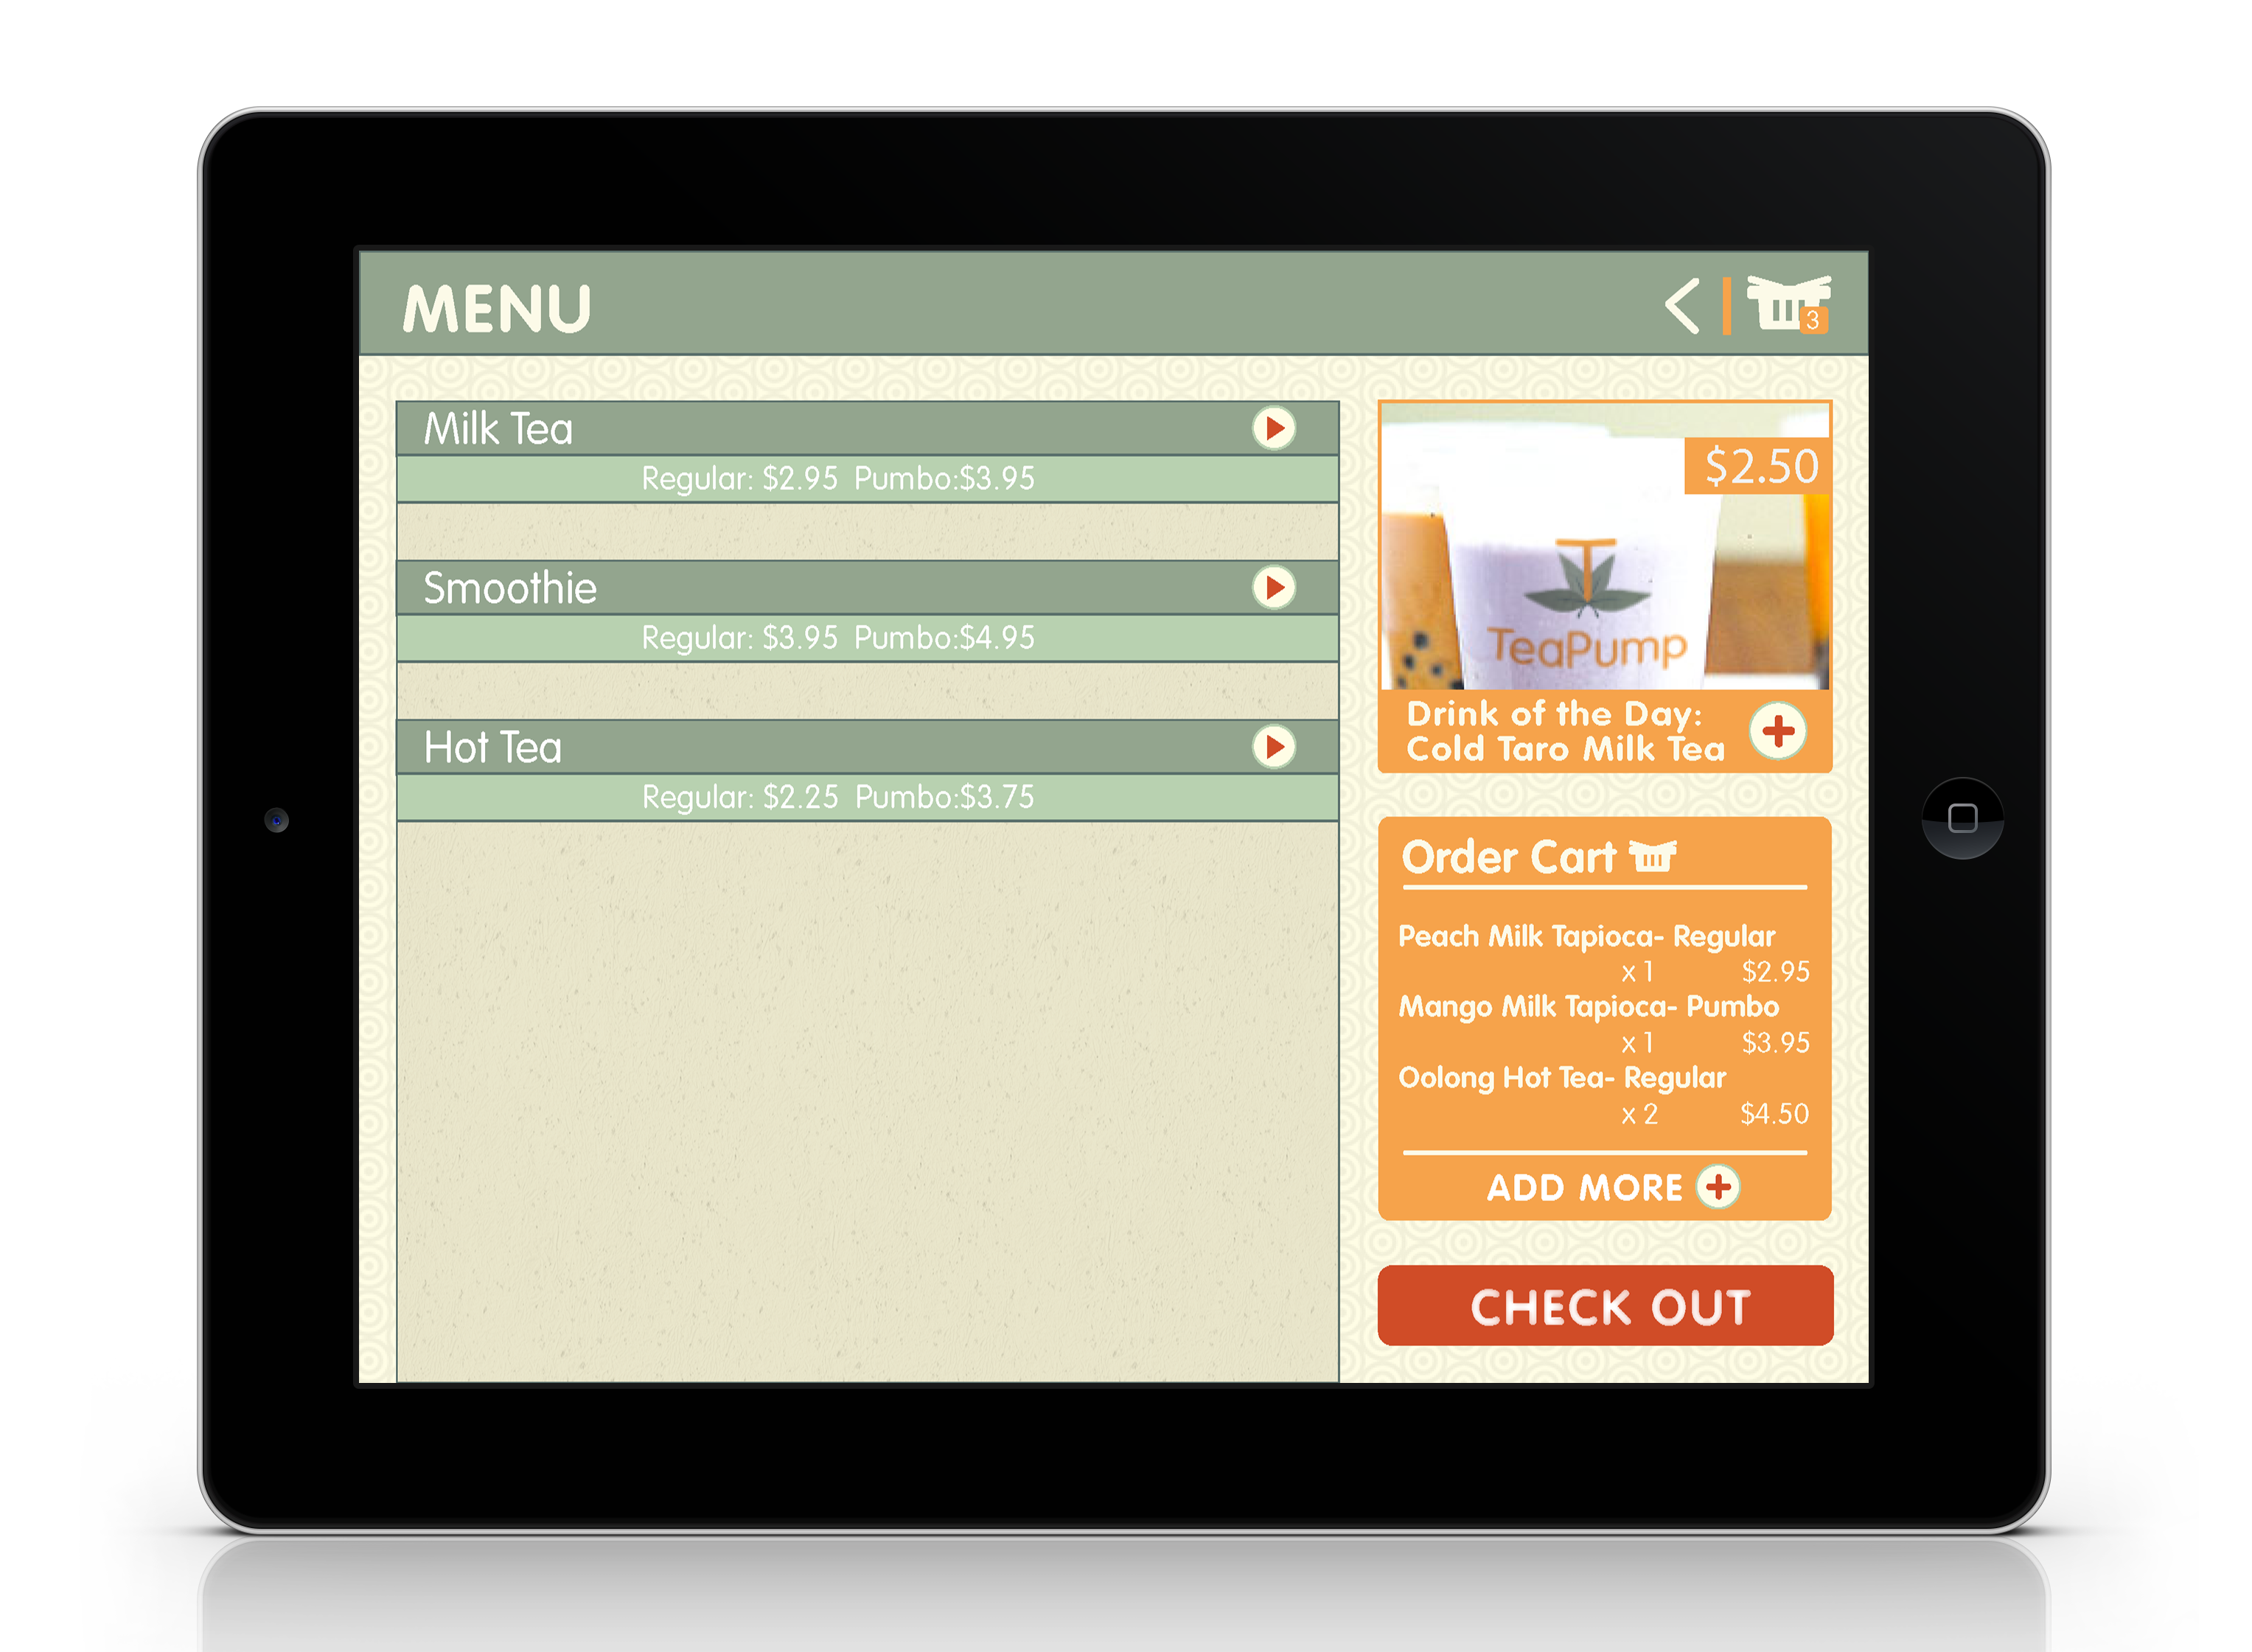 MENU
3
Milk Tea
Regular: $2.95 Pumbo:$3.95
Smoothie
Regular: $3.95 Pumbo:$4.95
Hot Tea
Regular: $2.25 Pumbo:$3.75
$2.50
TeaPump
Drink of the Day:
Cold Taro Milk Tea
Order Cart
Peach Milk Tapioca- Regular
x 1 $2.95
Mango Milk Tapioca- Pumbo
x 1 $3.95
Oolong Hot Tea- Regular
x 2 $4.50
ADD MORE
CHECK OUT